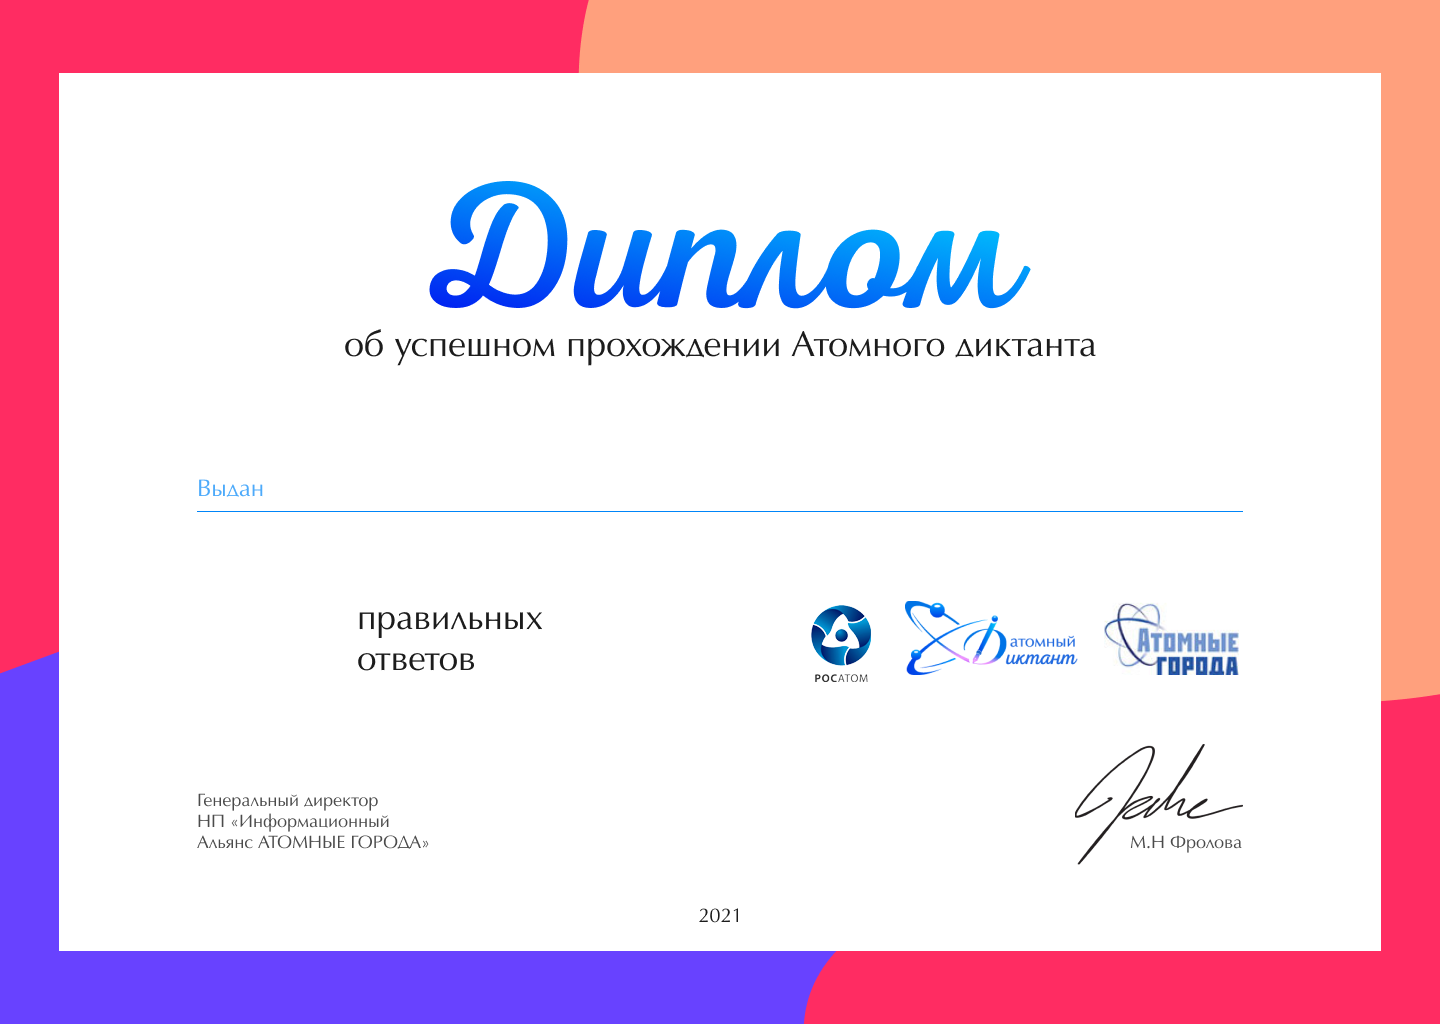 Диплом
об успешном прохождении Атомного диктанта
Выдан
правильных
ответов
РОСАТОМ
атомный
Диктант
АТОМНЫЕ
ГОРОДА
Генеральный директор
НП «Информационный
Альянс АТОМНЫЕ ГОРОДА»
М.Н Фролова
2021